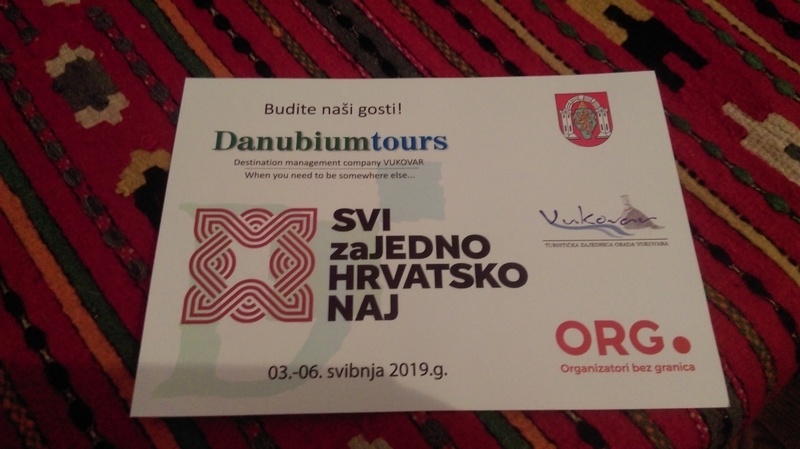 Budite naši gosti!
Danubiumtours
Destination management company VUKOVAR
When you need to be somewhere else...
SVI
zaJEDNO
HRVATSKO
NAJ
03.-06. svibnja 2019.g.
Vukovar
TURISTIČKA ZAJEDNICA GRADA VUKOVARA
ORG.
Organizatori bez granica